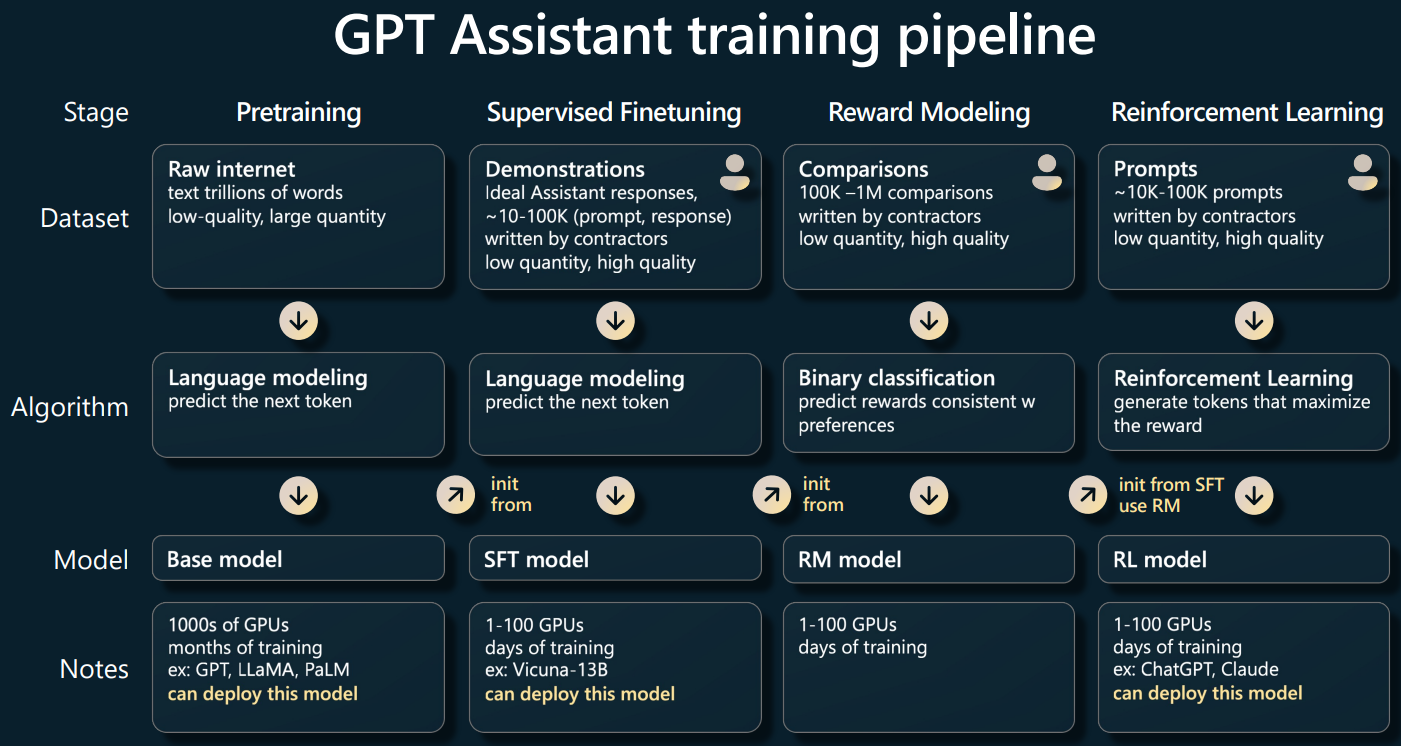 GPT Assistant training pipeline
Stage
Pretraining
Supervised Finetuning
Reward Modeling
Reinforcement Learning
Dataset
Raw internet
text trillions of words
low-quality, large quantity
Demonstrations
Ideal Assistant responses,
~10-100K (prompt, response)
written by contractors
low quantity, high quality
Comparisons
100K –1M comparisons
written by contractors
low quantity, high quality
Prompts
~10K-100K prompts
written by contractors
low quantity, high quality
Algorithm
Language modeling
predict the next token
Language modeling
predict the next token
Binary classification
predict rewards consistent w
preferences
Reinforcement Learning
generate tokens that maximize
the reward
init
from
init
from
init from SFT
use RM
Model
Base model
SFT model
RM model
RL model
Notes
1000s of GPUs
months of training
ex: GPT, LLaMA, PaLM
can deploy this model
1-100 GPUs
days of training
ex: Vicuna-13B
can deploy this model
1-100 GPUs
days of training
1-100 GPUs
days of training
ex: ChatGPT, Claude
can deploy this model